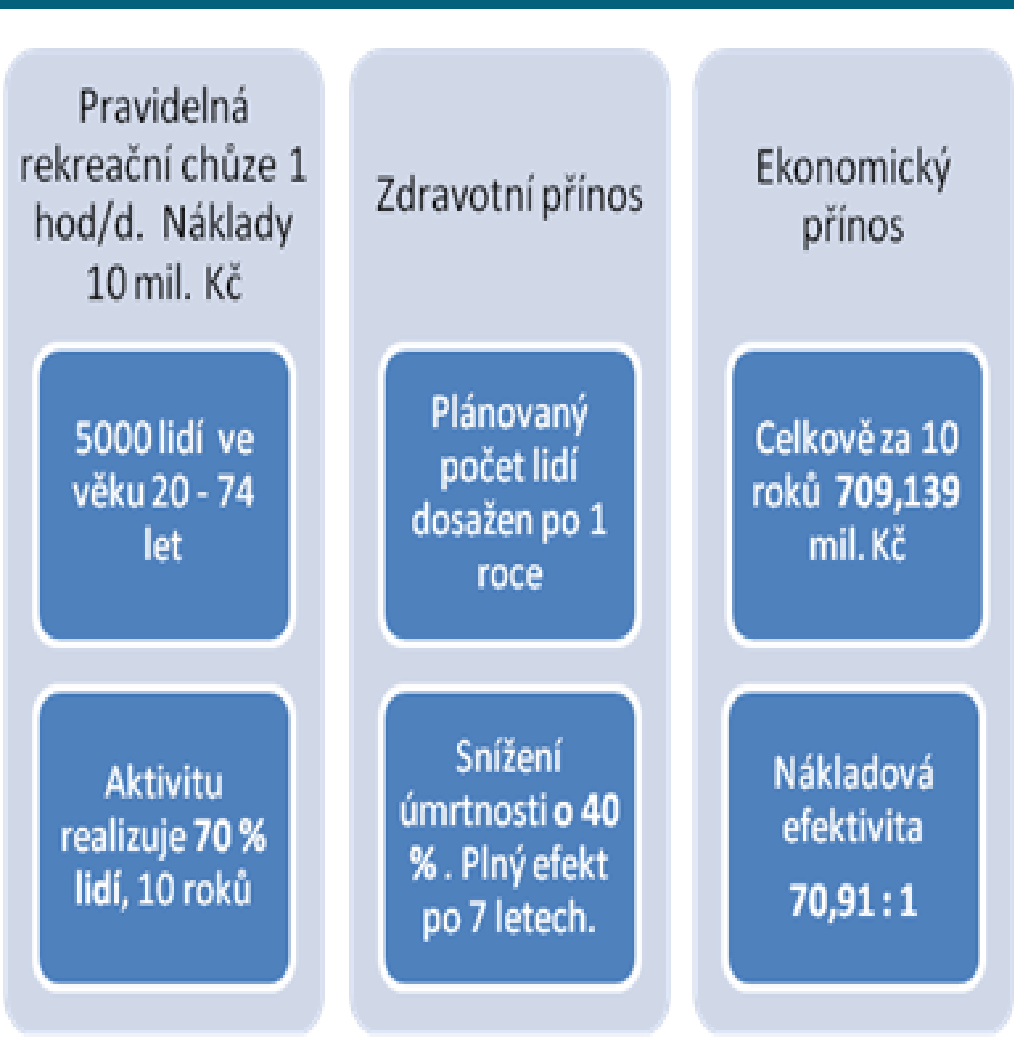 Pravidelná
rekreační chůze 1
hod/d. Náklady
10 mil. Kč
5000 lidí ve
věku 20 - 74
let
Aktivitu
realizuje 70 %
lidí, 10 roků
Zdravotní přínos
Plánovaný
počet lidí
dosažen po 1
roce
Snížení
úmrtnosti o 40
% . Plný efekt
po 7 letech.
Ekonomický
přínos
Celkově za 10
roků 709,139
mil. Kč
Nákladová
efektivita
70,91 : 1